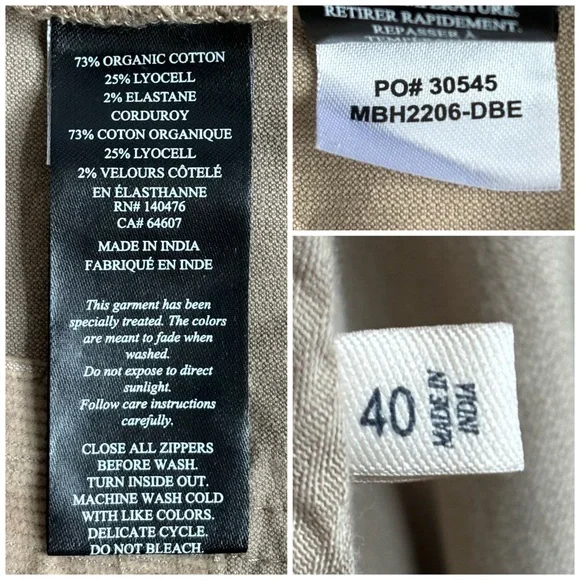 73% ORGANIC COTTON
25% LYOCELL
2% ELASTANE
CORDUROY
73% COTON ORGANIQUE
25% LYOCELL
2% VELOURS CÔTELÉ
EN ÉLASTHANNE
RN# 140476
CA# 64607
MADE IN INDIA
FABRIQUÉ EN INDE
This garment has been
specially treated. The colors
are meant to fade when
washed.
Do not expose to direct
sunlight.
Follow care instructions
carefully.
CLOSE ALL ZIPPERS
BEFORE WASH.
TURN INSIDE OUT.
MACHINE WASH COLD
WITH LIKE COLORS.
DELICATE CYCLE.
DO NOT BLEACH.
RETIRER RAPIDEMENT.
REPASSER À
PO# 30545
MBH2206-DBE
40
MADE IN
INDIA